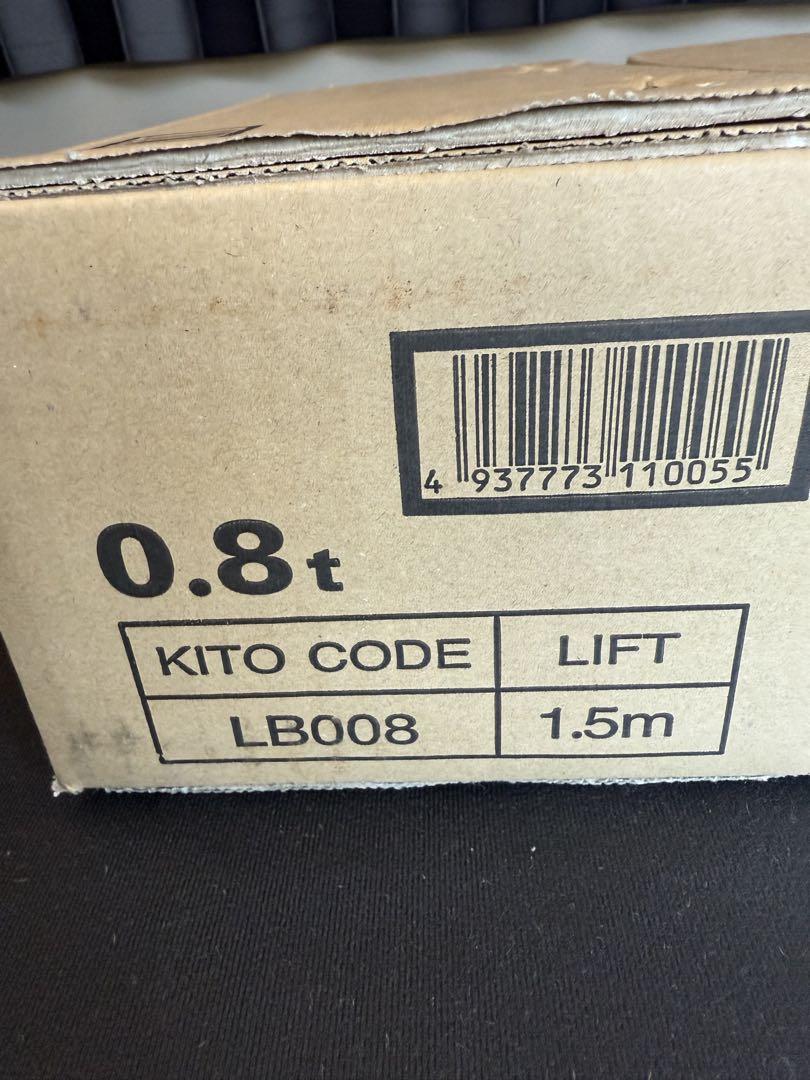 4 937773 110055
0.8t
KITO CODE LIFT
LB008 1.5m